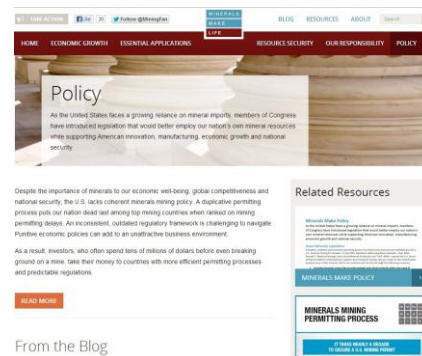 TAKE ACTION Like 20 Follow @MiningFan
MINERALS
MAKE
LIFE
BLOG RESOURCES ABOUT Search
HOME ECONOMIC GROWTH ESSENTIAL APPLICATIONS RESOURCE SECURITY OUR RESPONSIBILITY POLICY
Policy
As the United States faces a growing reliance on mineral imports, members of Congress
have introduced legislation that would better employ our nation's own mineral resources
while supporting American innovation, manufacturing, economic growth and national
security.
Despite the importance of minerals to our economic well-being, global competitiveness and
national security, the U.S. lacks coherent minerals mining policy. A duplicative permitting
process puts our nation dead last among top mining countries when ranked on mining
permitting delays. An inconsistent, outdated regulatory framework is challenging to navigate.
Punitive economic policies can add to an unattractive business environment.
As a result, investors, who often spend tens of millions of dollars before even breaking
ground on a mine, take their money to countries with more efficient permitting processes
and predictable regulations.
READ MORE
From the Blog
Related Resources
Minerals Make Policy
MINERALS MAKE POLICY
MINERALS MINING
PERMITTING PROCESS
IT TAKES NEARLY A DECADE
TO SECURE A U.S. MINING PERMIT